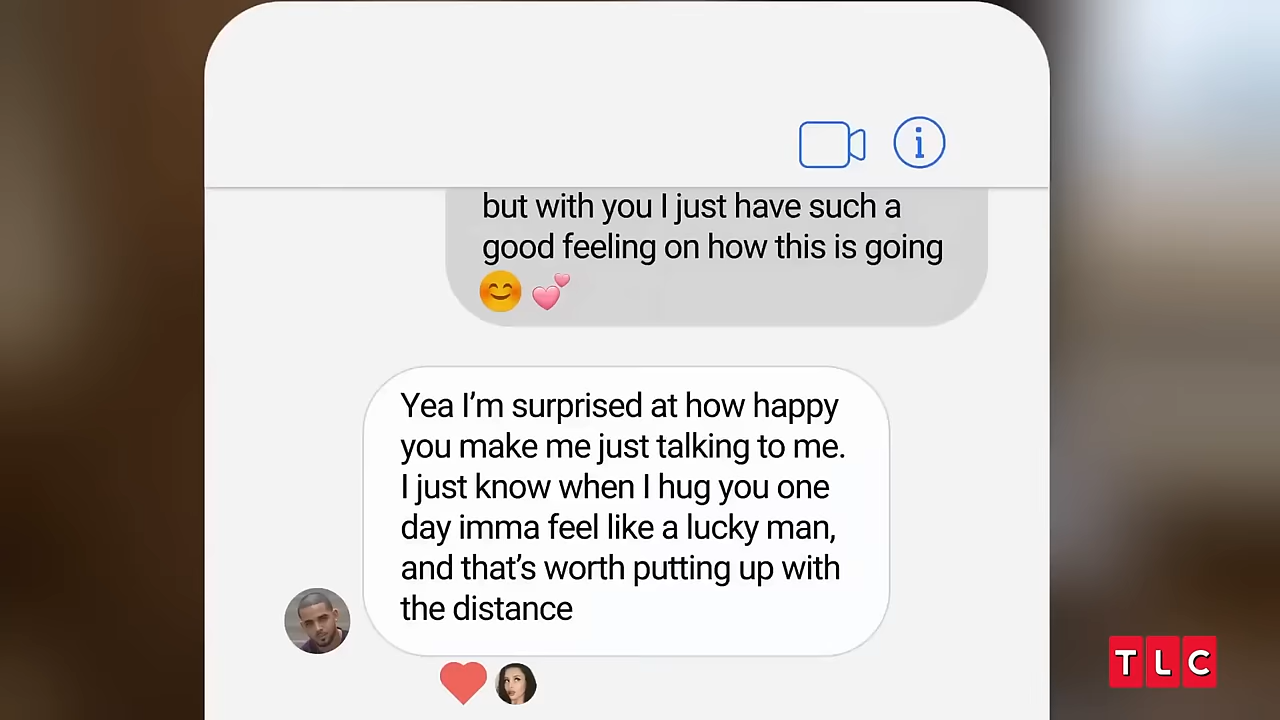 but with you I just have such a
good feeling on how this is going
😊 💕
Yea I'm surprised at how happy
you make me just talking to me.
I just know when I hug you one
day imma feel like a lucky man,
and that's worth putting up with
the distance
TLC